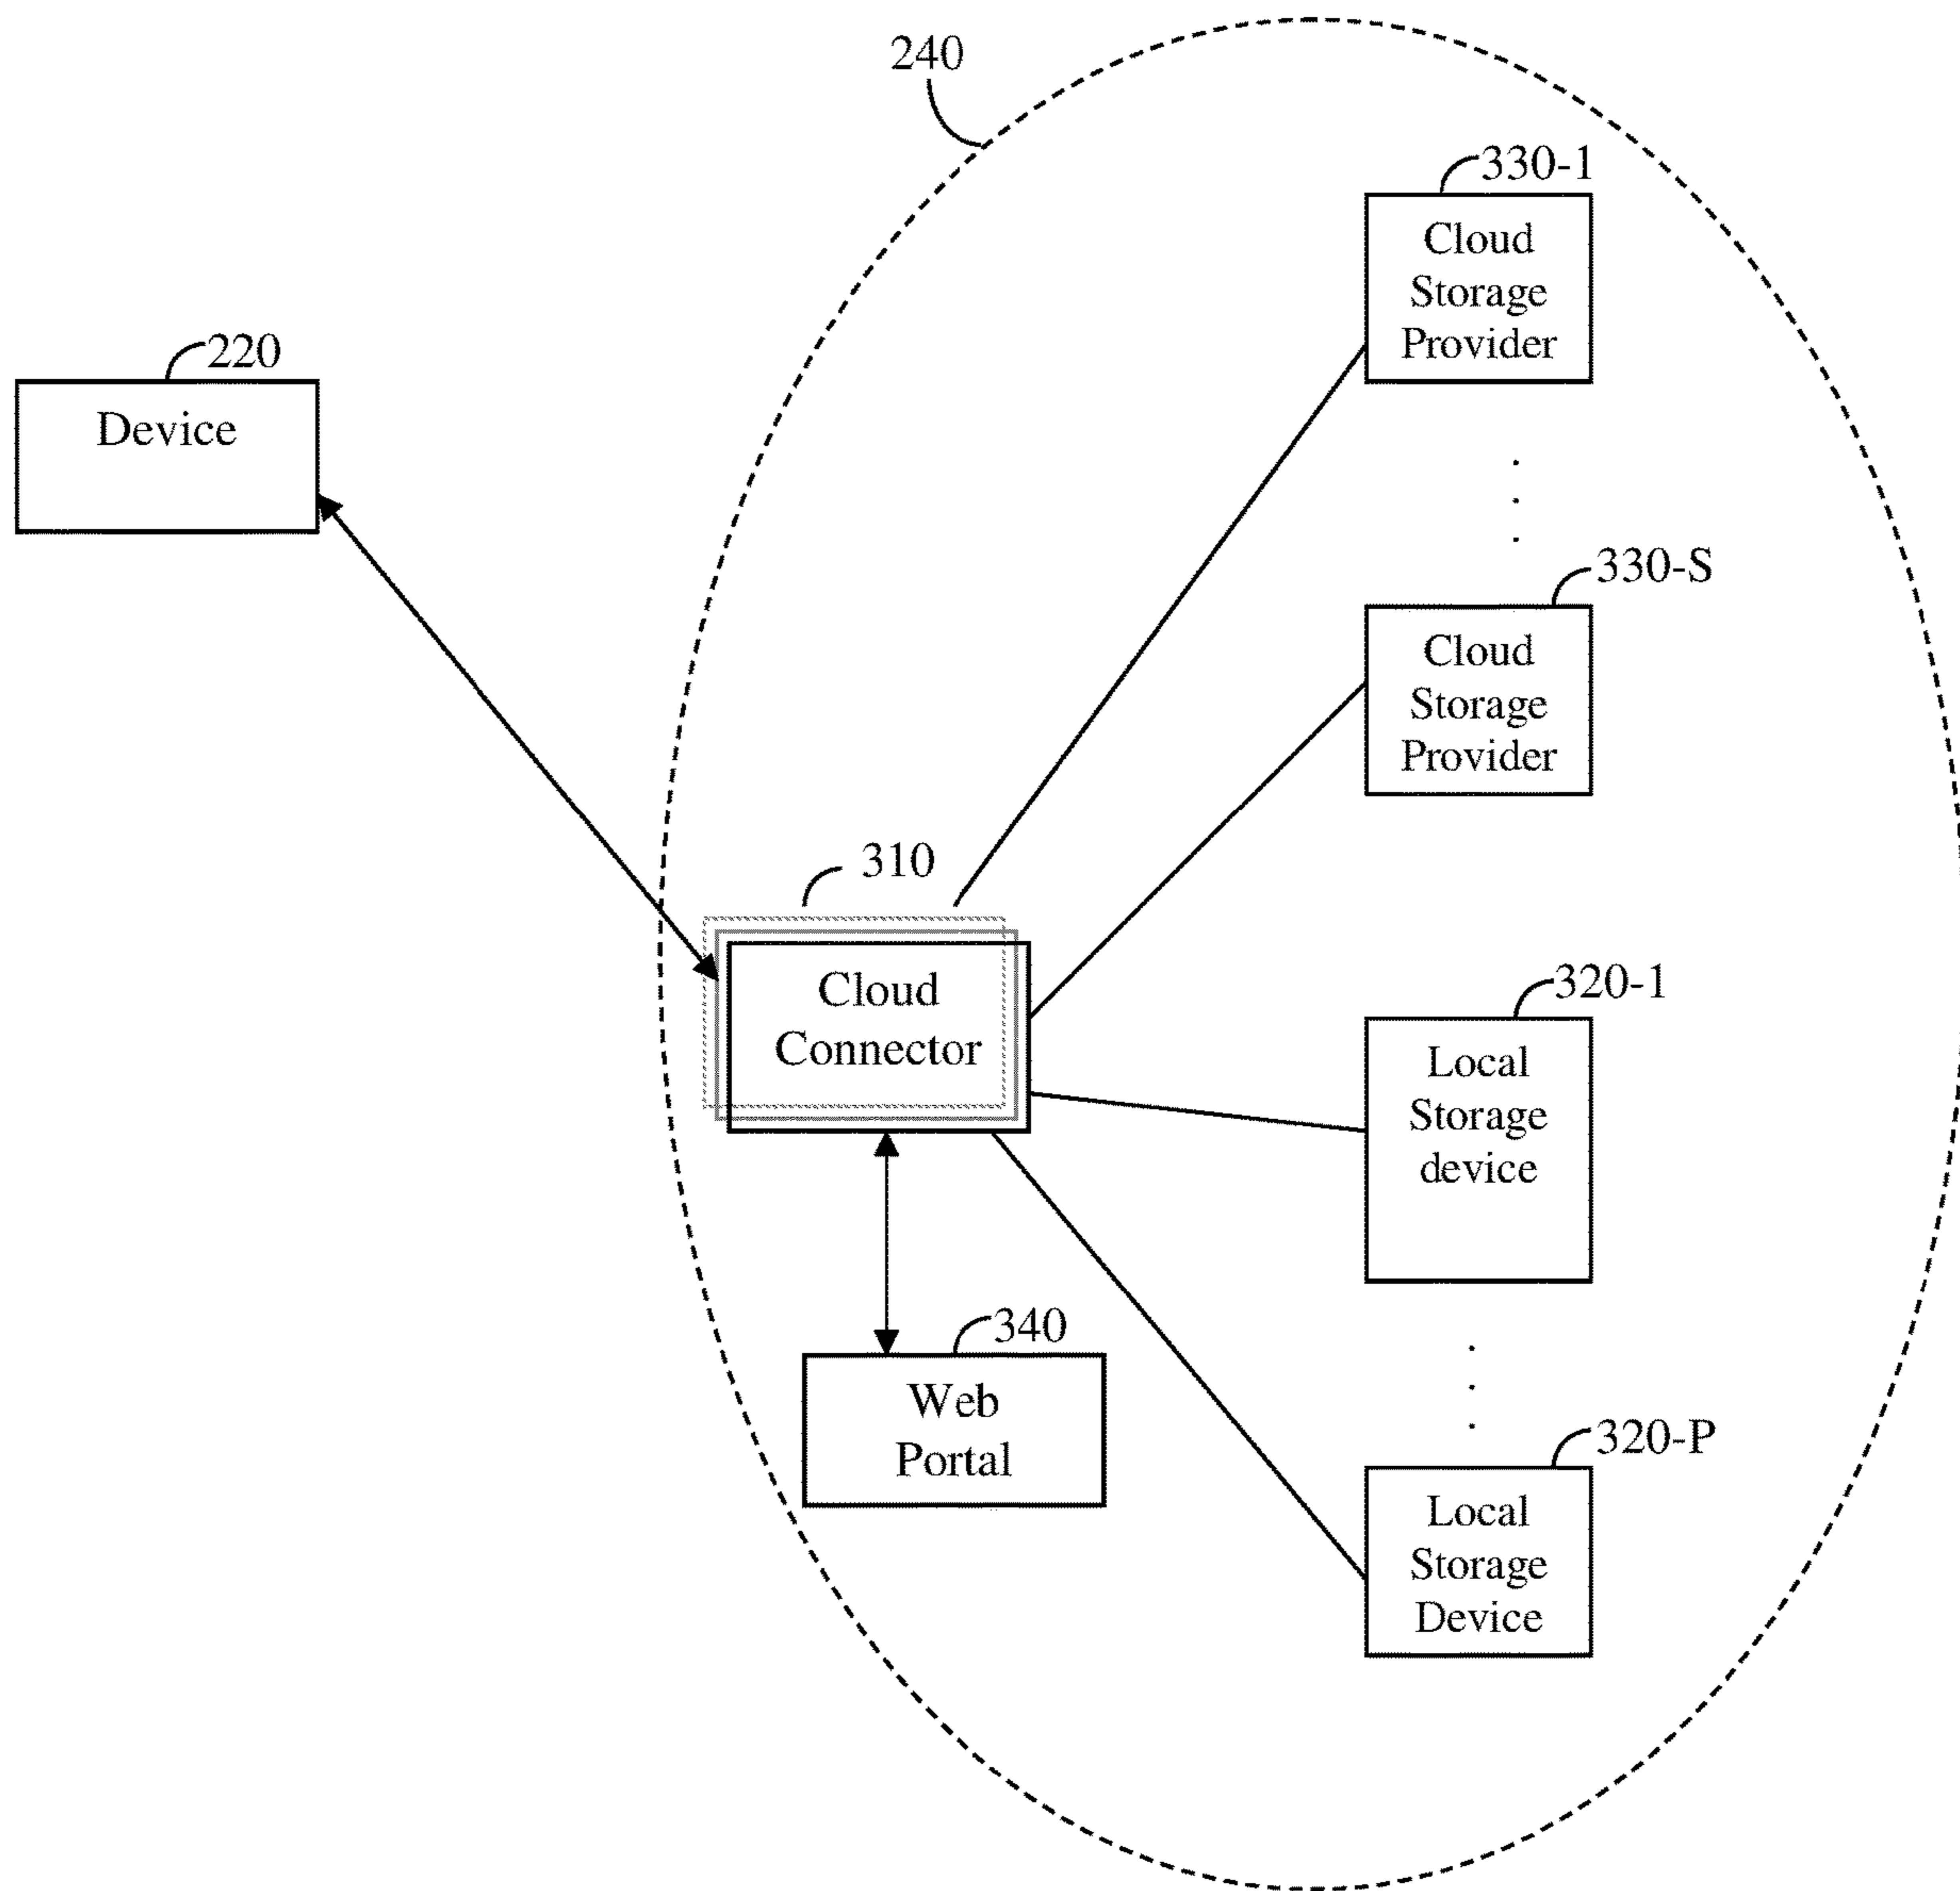 240
330-1
Cloud
Storage
Provider
220
Device
330-S
Cloud
Storage
Provider
310
Cloud
Connector
320-1
Local
Storage
device
340
Web
Portal
320-P
Local
Storage
Device